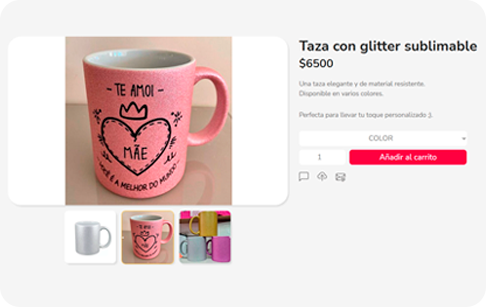 Taza con glitter sublimable
$6500
Una taza elegante y de material resistente.
Disponible en varios colores.
Perfecta para llevar tu toque personalizado :).
COLOR
1
Añadir al carrito
- TE AMOI -
MÃE
VOCÊ É A MELHOR DO MUNDO